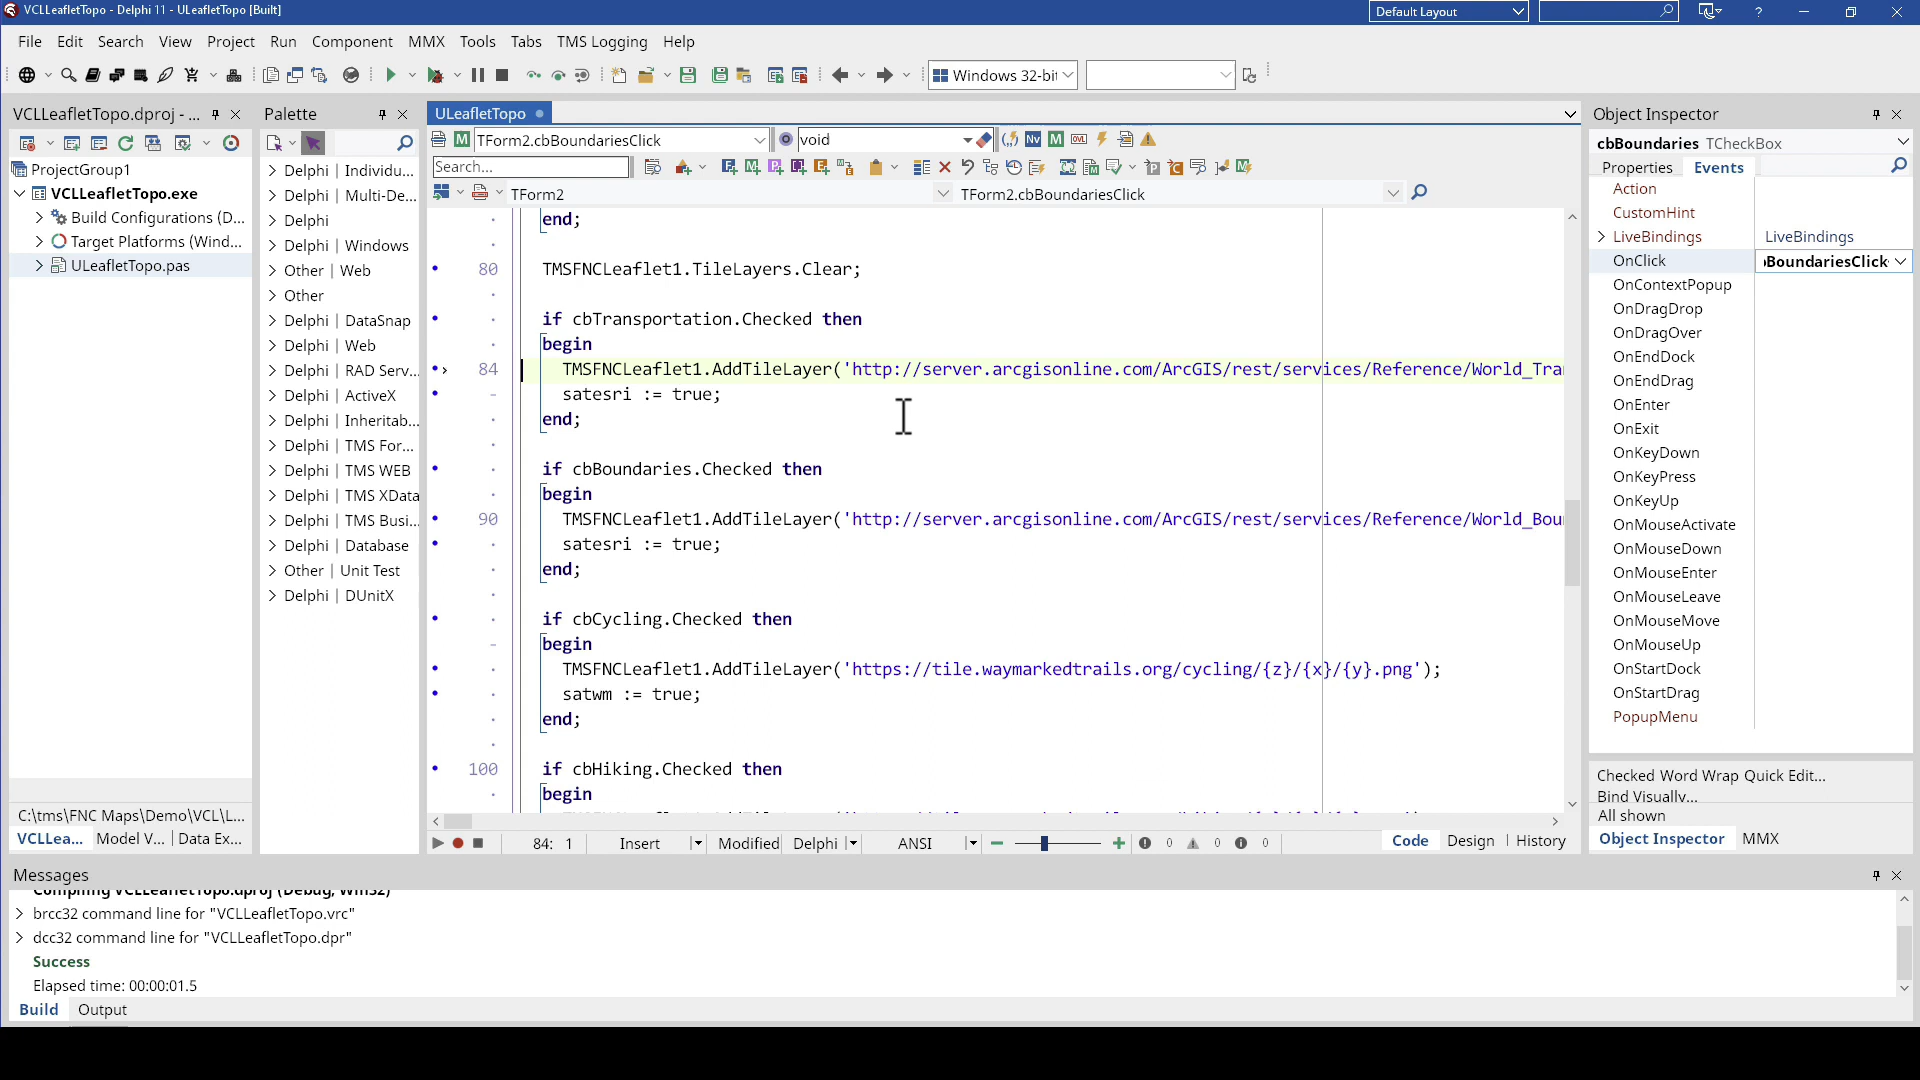 VCLLeafletTopo - Delphi 11 - ULeafletTopo [Built]
Default Layout
File Edit Search View Project Run Component MMX Tools Tabs TMS Logging Help
Windows 32-bi
VCLLeafletTopo.dproj - ...
Palette
ULeafletTopo
Object Inspector
TForm2.cbBoundariesClick
void
cbBoundaries TCheckBox
Search...
Properties Events
TForm2
TForm2.cbBoundariesClick
ProjectGroup1
VCLLeafletTopo.exe
Build Configurations (D...
Target Platforms (Wind...
ULeafletTopo.pas
C:\tms\FNC Maps\Demo\VCL\L...
VCLLea... Model V... Data Ex...
Delphi | Individu...
Delphi | Multi-De...
Delphi
Delphi | Windows
Other | Web
Other
Delphi | DataSnap
Delphi | Web
Delphi | RAD Serv...
Delphi | ActiveX
Delphi | Inheritab...
Delphi | TMS For...
Delphi | TMS WEB
Delphi | TMS XData
Delphi | TMS Busi...
Delphi | Database
Other | Unit Test
Delphi | DUnitX
end;
80 TMSFNCLeaflet1.TileLayers.Clear;
if cbTransportation.Checked then
begin
84 TMSFNCLeaflet1.AddTileLayer('http://server.arcgisonline.com/ArcGIS/rest/services/Reference/World_Tra
satesri := true;
end;
if cbBoundaries.Checked then
begin
90 TMSFNCLeaflet1.AddTileLayer('http://server.arcgisonline.com/ArcGIS/rest/services/Reference/World_Bou
satesri := true;
end;
if cbCycling.Checked then
begin
TMSFNCLeaflet1.AddTileLayer('https://tile.waymarkedtrails.org/cycling/{z}/{x}/{y}.png');
satwm := true;
end;
100 if cbHiking.Checked then
begin
84: 1 Insert Modified Delphi ANSI 0 0 0
Code Design History
Action
CustomHint
LiveBindings LiveBindings
OnClick BoundariesClick
OnContextPopup
OnDragDrop
OnDragOver
OnEndDock
OnEndDrag
OnEnter
OnExit
OnKeyDown
OnKeyPress
OnKeyUp
OnMouseActivate
OnMouseDown
OnMouseEnter
OnMouseLeave
OnMouseMove
OnMouseUp
OnStartDock
OnStartDrag
PopupMenu
Checked Word Wrap Quick Edit...
Bind Visually...
All shown
Object Inspector MMX
Messages
Compiling VCLLeafletTopo.dproj (Debug, Win32)
brcc32 command line for "VCLLeafletTopo.vrc"
dcc32 command line for "VCLLeafletTopo.dpr"
Success
Elapsed time: 00:00:01.5
Build Output